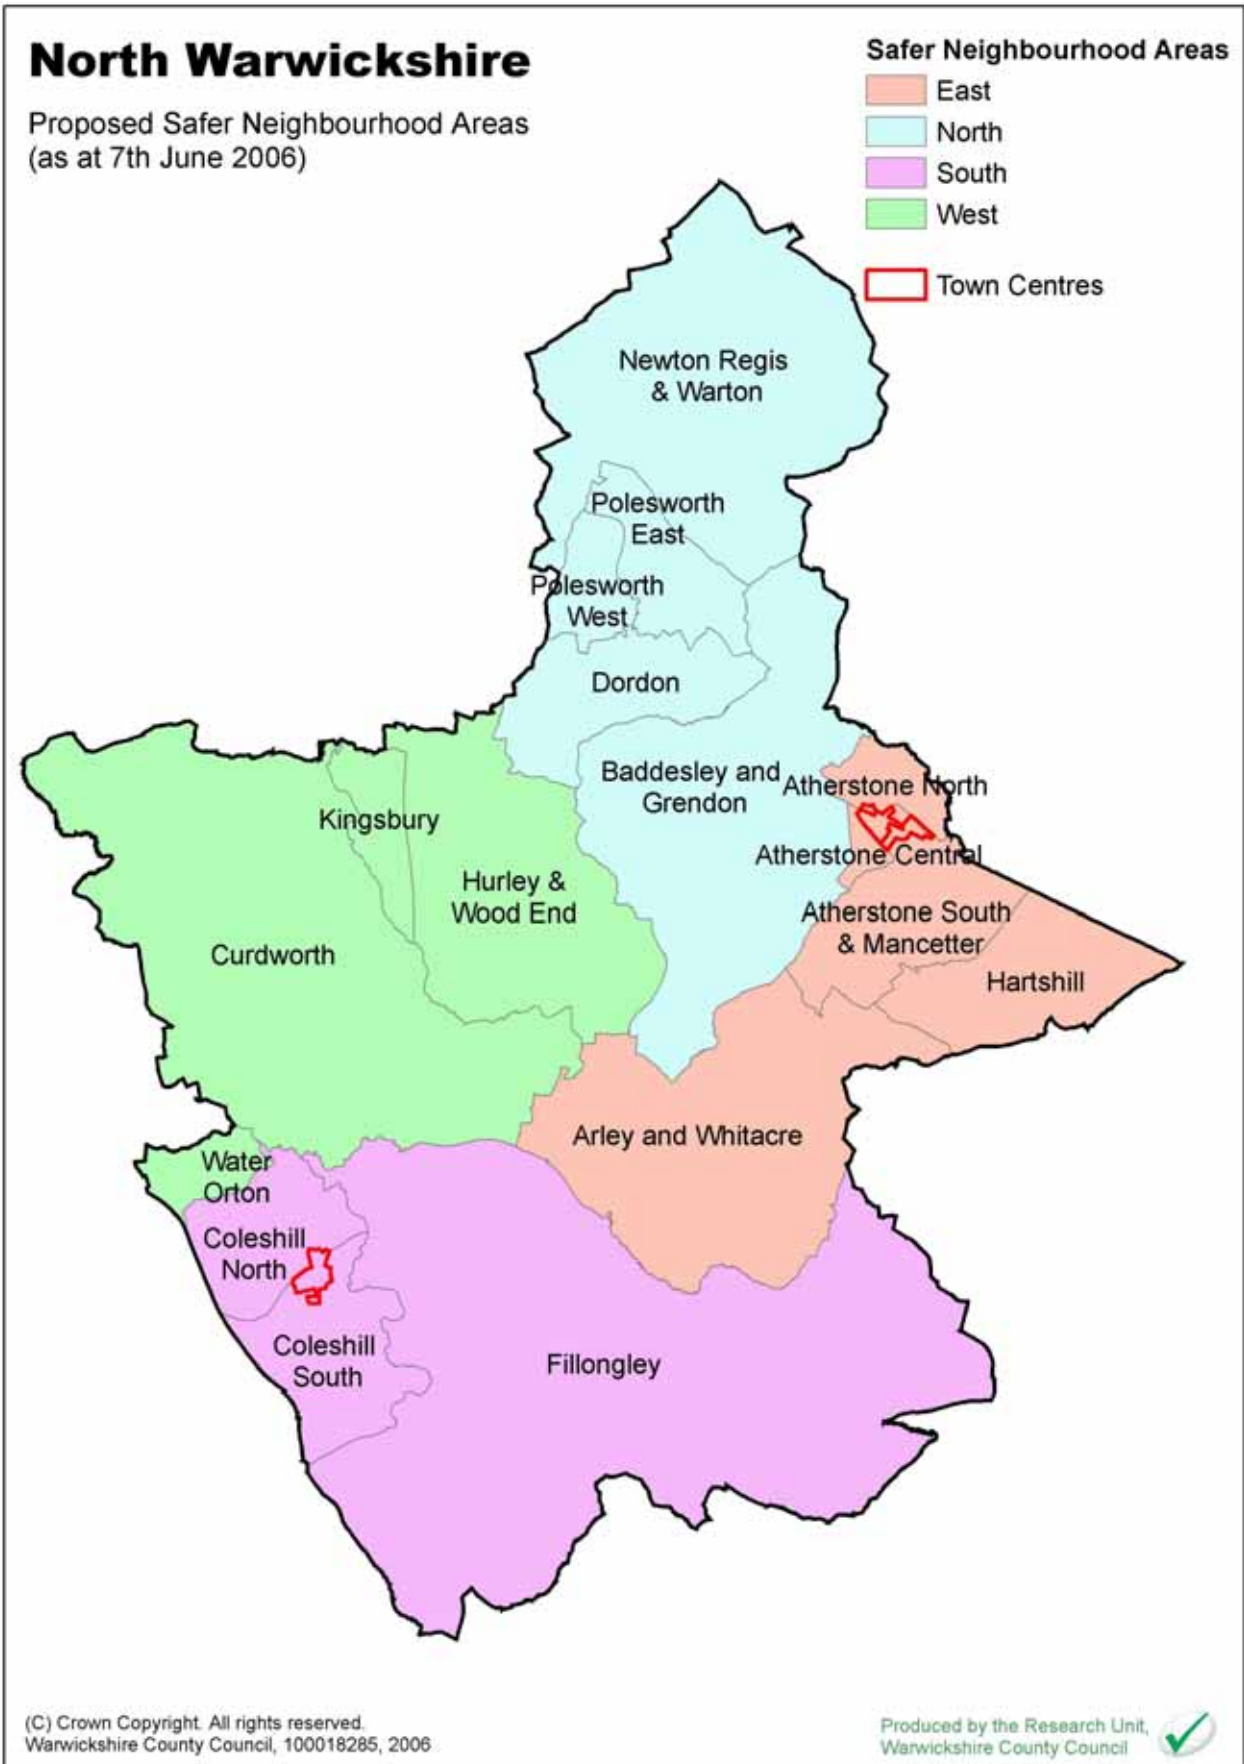 North Warwickshire
Proposed Safer Neighbourhood Areas
(as at 7th June 2006)
Safer Neighbourhood Areas
East
North
South
West
Town Centres
Newton Regis
& Warton
Polesworth
East
Polesworth
West
Dordon
Baddesley and
Grendon
Atherstone North
Atherstone Central
Atherstone South
& Mancetter
Hartshill
Kingsbury
Hurley &
Wood End
Curdworth
Arley and Whitacre
Water
Orton
Coleshill
North
Coleshill
South
Fillongley
(C) Crown Copyright. All rights reserved.
Warwickshire County Council, 100018285, 2006
Produced by the Research Unit,
Warwickshire County Council